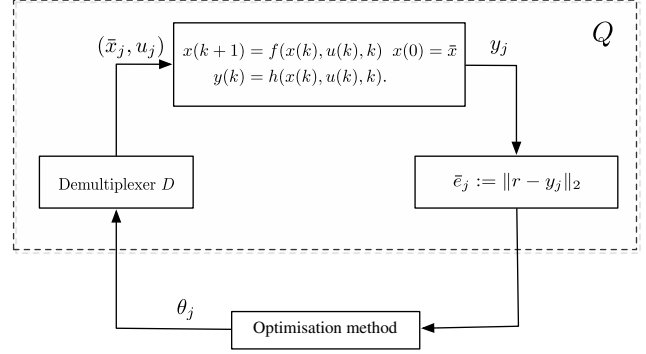 Q
(x̄_j, u_j)
x(k + 1) = f(x(k), u(k), k) x(0) = x̄
y(k) = h(x(k), u(k), k).
y_j
Demultiplexer D
ē_j := ‖r − y_j‖_2
θ_j
Optimisation method